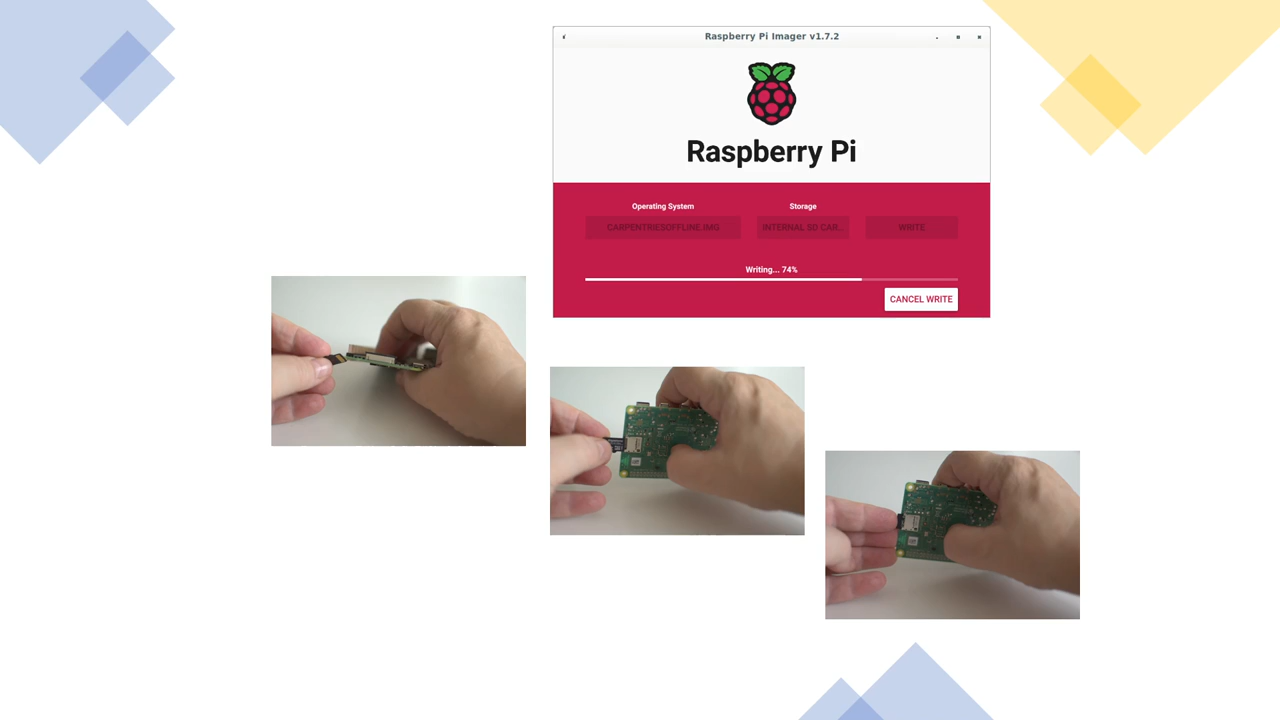 Raspberry Pi Imager v1.7.2
Raspberry Pi
Operating System
Storage
CARPENTRIESOFFLINE.IMG
INTERNAL SD CAR...
WRITE
Writing... 74%
CANCEL WRITE